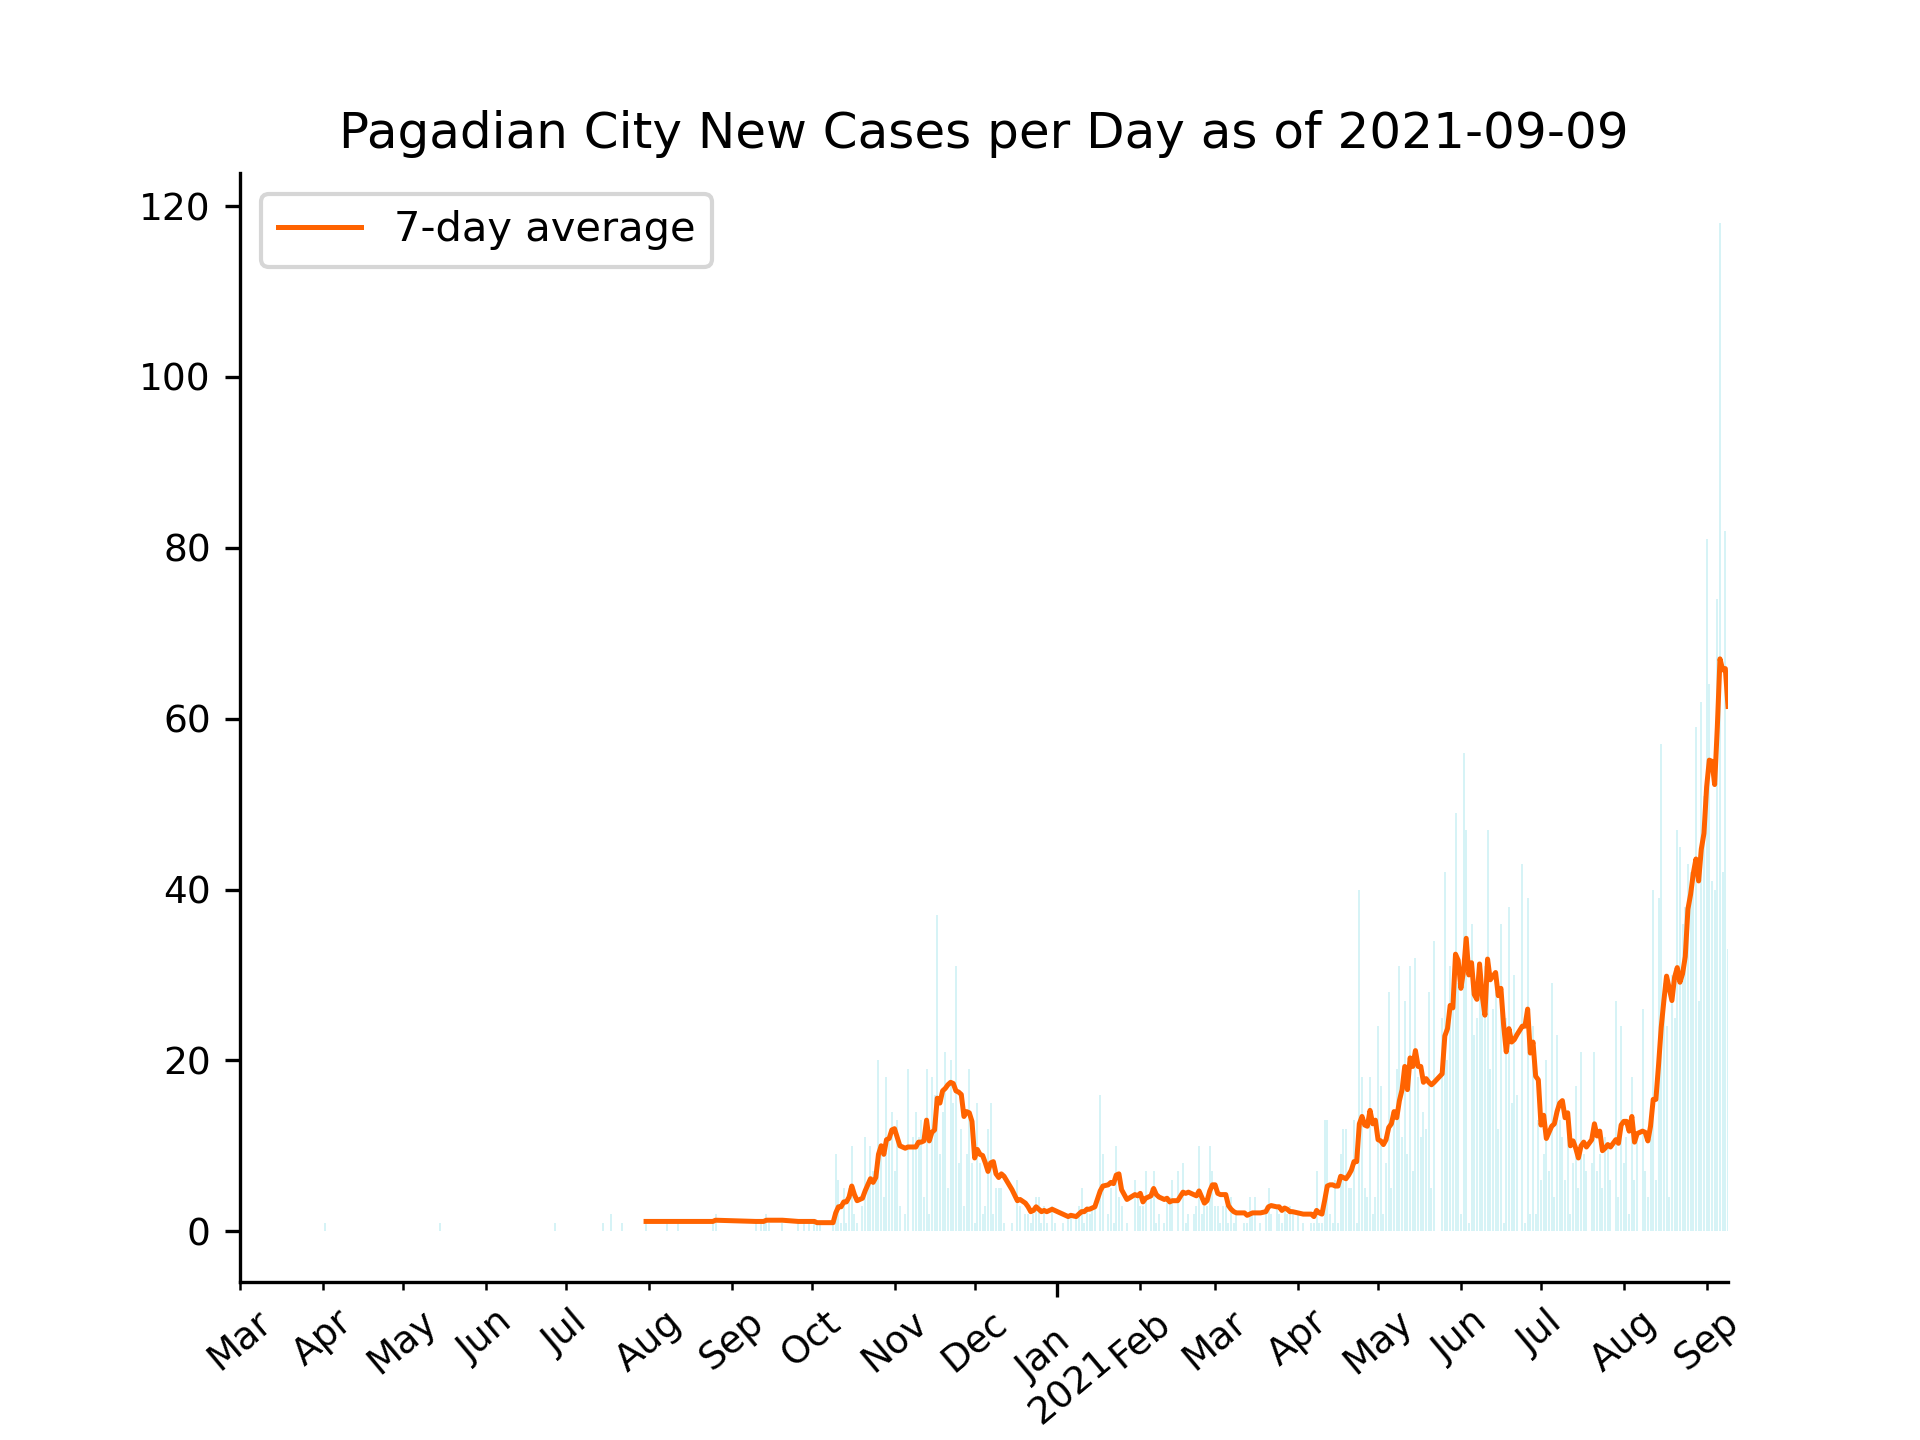 Pagadian City New Cases per Day as of 2021-09-09
7-day average
120
100
80
60
40
20
0
Mar Apr May Jun Jul Aug Sep Oct Nov Dec Jan Feb Mar Apr May Jun Jul Aug Sep
2021